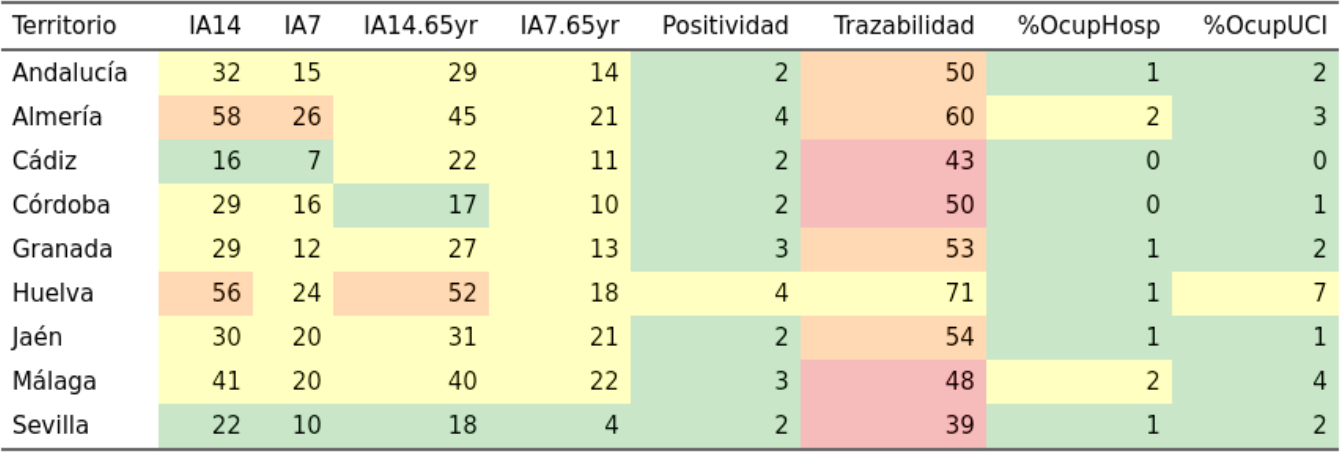 Territorio IA14 IA7 IA14.65yr IA7.65yr Positividad Trazabilidad %OcupHosp %OcupUCI
Andalucía 32 15 29 14 2 50 1 2
Almería 58 26 45 21 4 60 2 3
Cádiz 16 7 22 11 2 43 0 0
Córdoba 29 16 17 10 2 50 0 1
Granada 29 12 27 13 3 53 1 2
Huelva 56 24 52 18 4 71 1 7
Jaén 30 20 31 21 2 54 1 1
Málaga 41 20 40 22 3 48 2 4
Sevilla 22 10 18 4 2 39 1 2